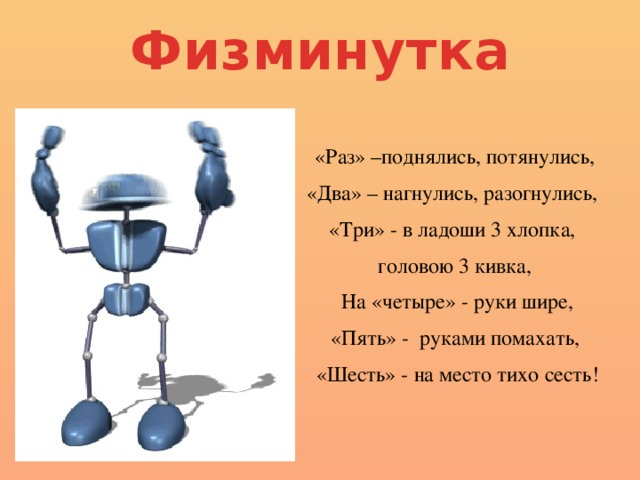 Физминутка
«Раз» –поднялись, потянулись,
«Два» – нагнулись, разогнулись,
«Три» - в ладоши 3 хлопка,
головою 3 кивка,
На «четыре» - руки шире,
«Пять» - руками помахать,
«Шесть» - на место тихо сесть!